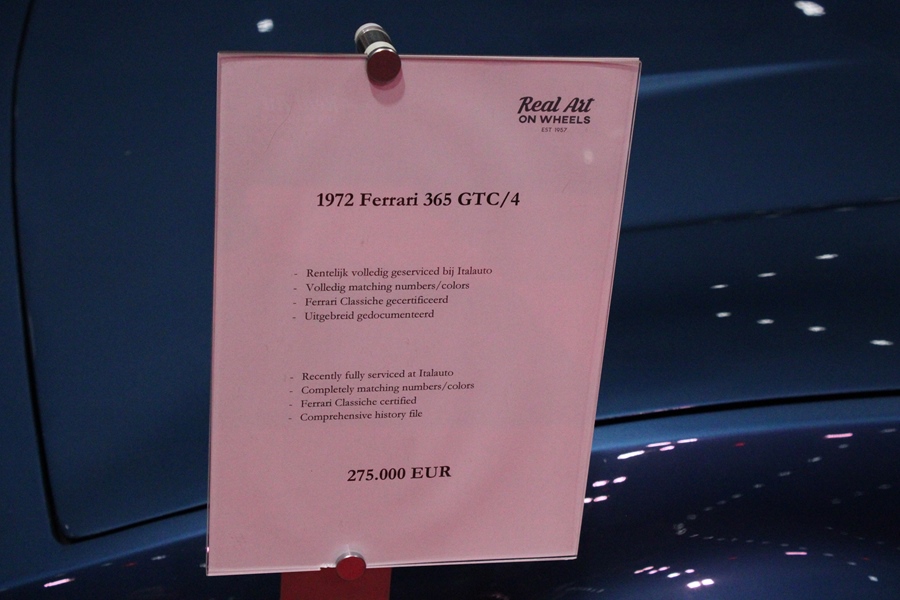 Real Art
ON WHEELS
EST. 1957
1972 Ferrari 365 GTC/4
- Rentelijk volledig geserviced bij Italauto
- Volledig matching numbers/colors
- Ferrari Classiche gecertificeerd
- Uitgebreid gedocumenteerd
- Recently fully serviced at Italauto
- Completely matching numbers/colors
- Ferrari Classiche certified
- Comprehensive history file
275.000 EUR